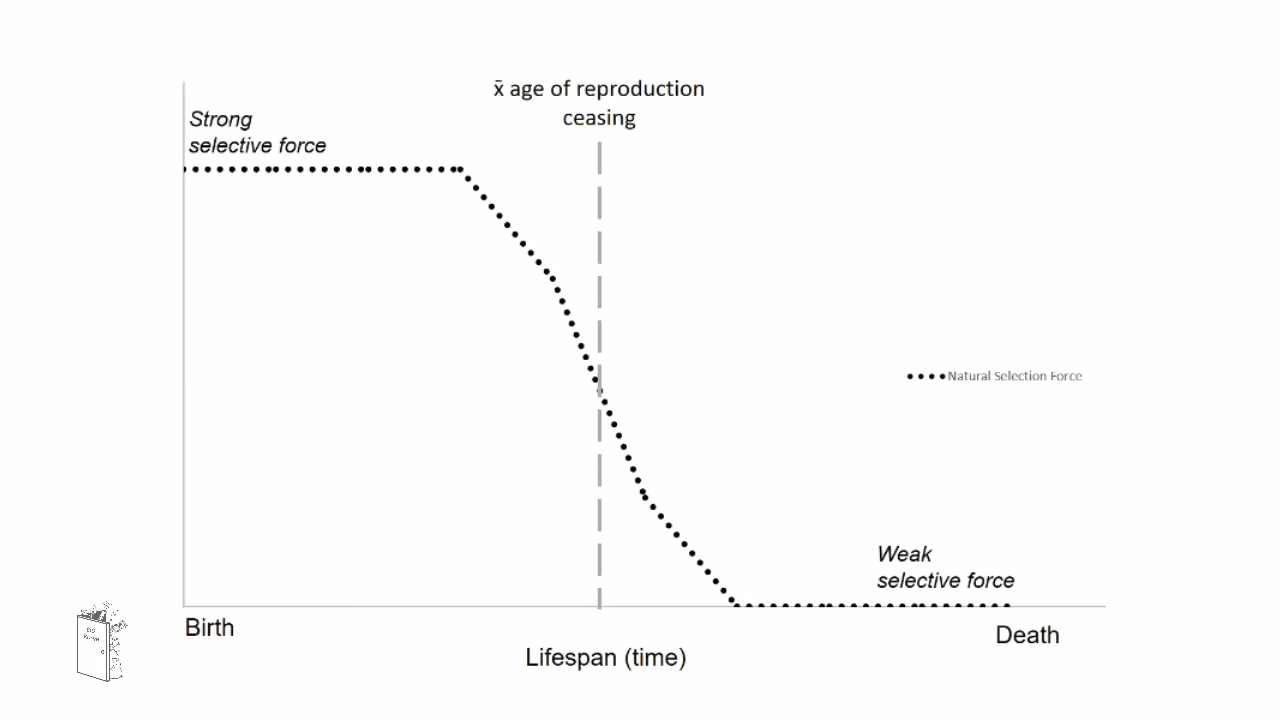 x̄ age of reproduction
ceasing
Strong
selective force
Natural Selection Force
Weak
selective force
Birth
Death
Lifespan (time)